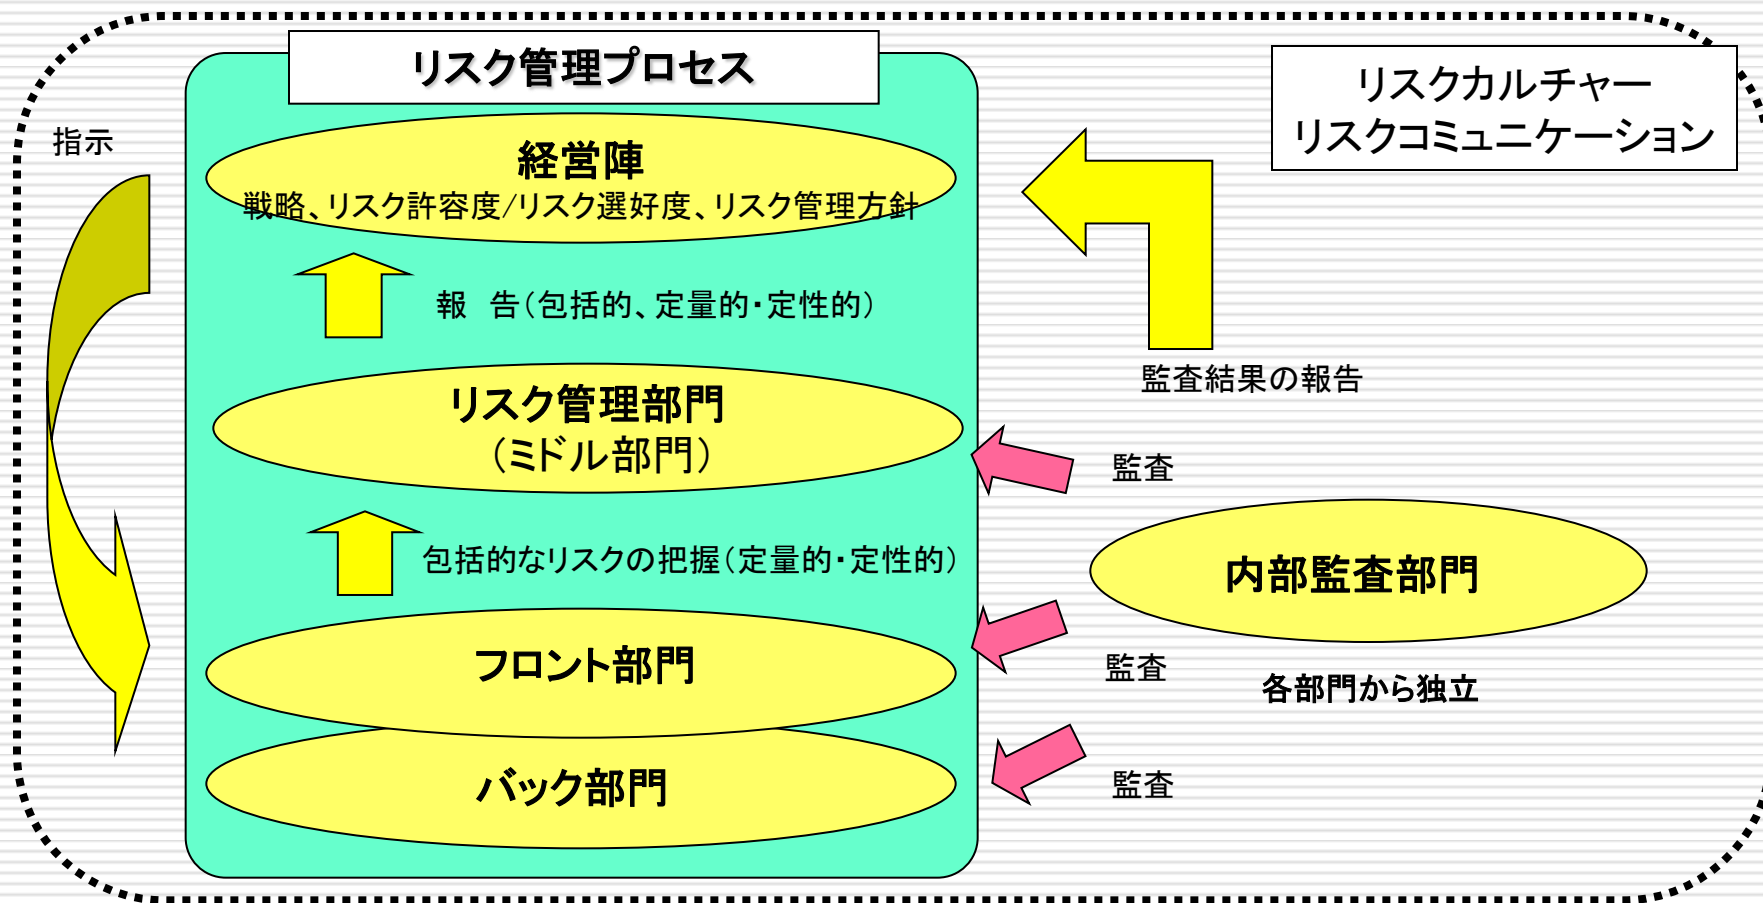 リスク管理プロセス
リスクカルチャー
リスクコミュニケーション
指示
経営陣
戦略、リスク許容度/リスク選好度、リスク管理方針
報　告（包括的、定量的・定性的）
監査結果の報告
リスク管理部門
（ミドル部門）
監査
包括的なリスクの把握（定量的・定性的）
内部監査部門
フロント部門
監査
各部門から独立
バック部門
監査